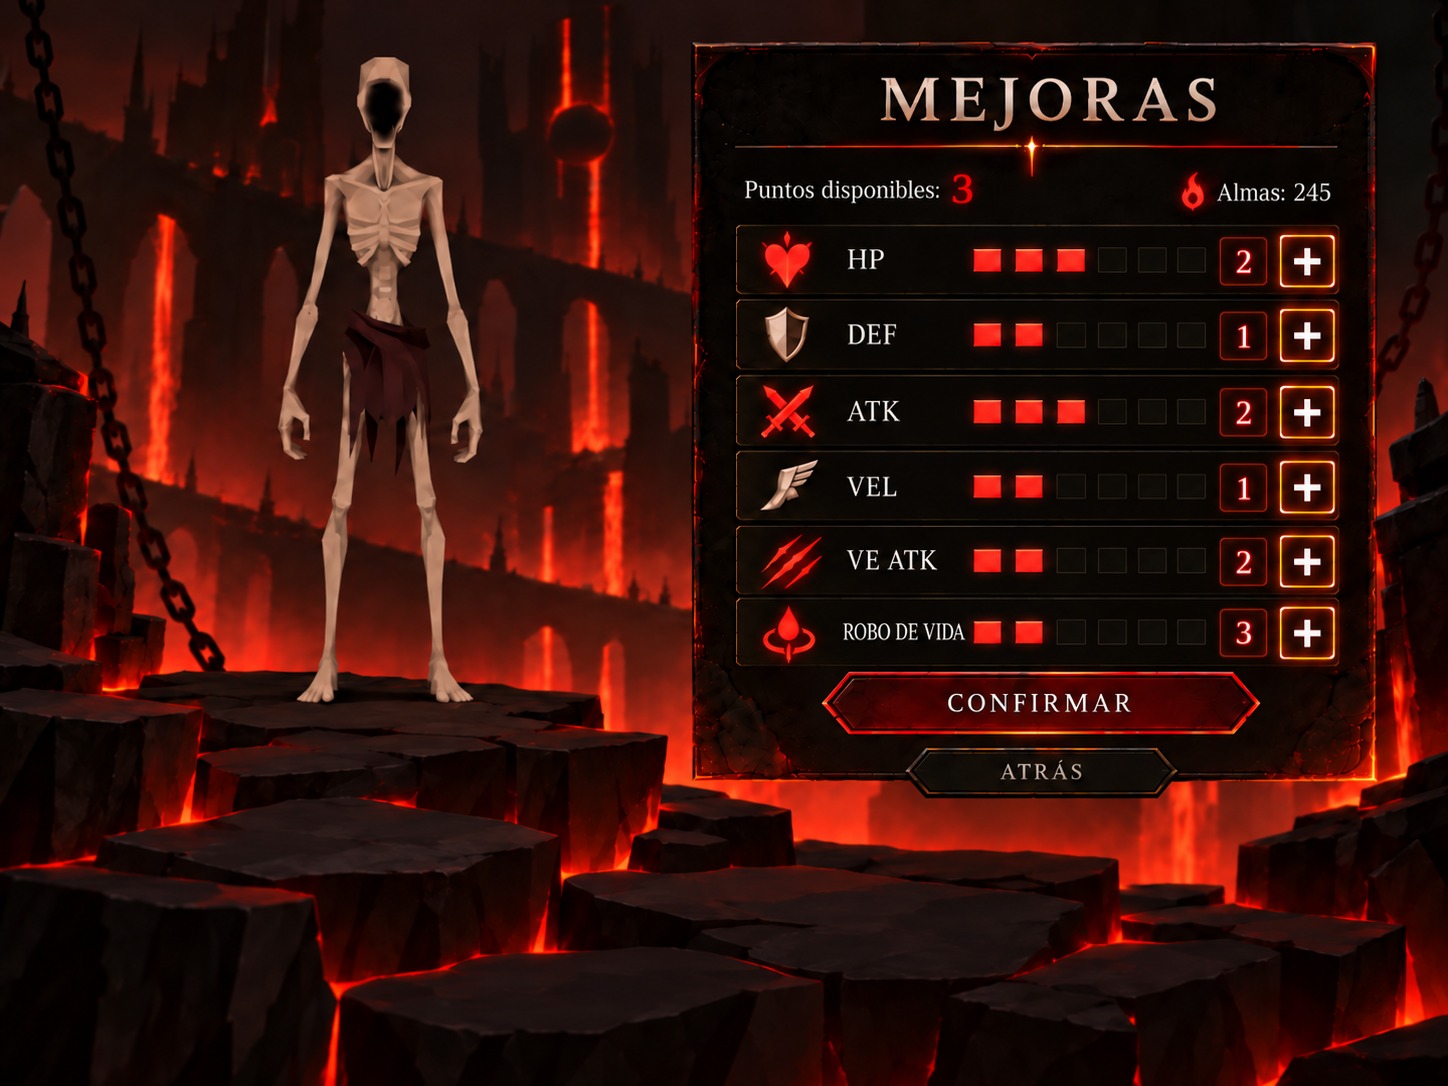 MEJORAS
Puntos disponibles: 3
Almas: 245
HP 2 +
DEF 1 +
ATK 2 +
VEL 1 +
VE ATK 2 +
ROBO DE VIDA 3 +
CONFIRMAR
ATRÁS